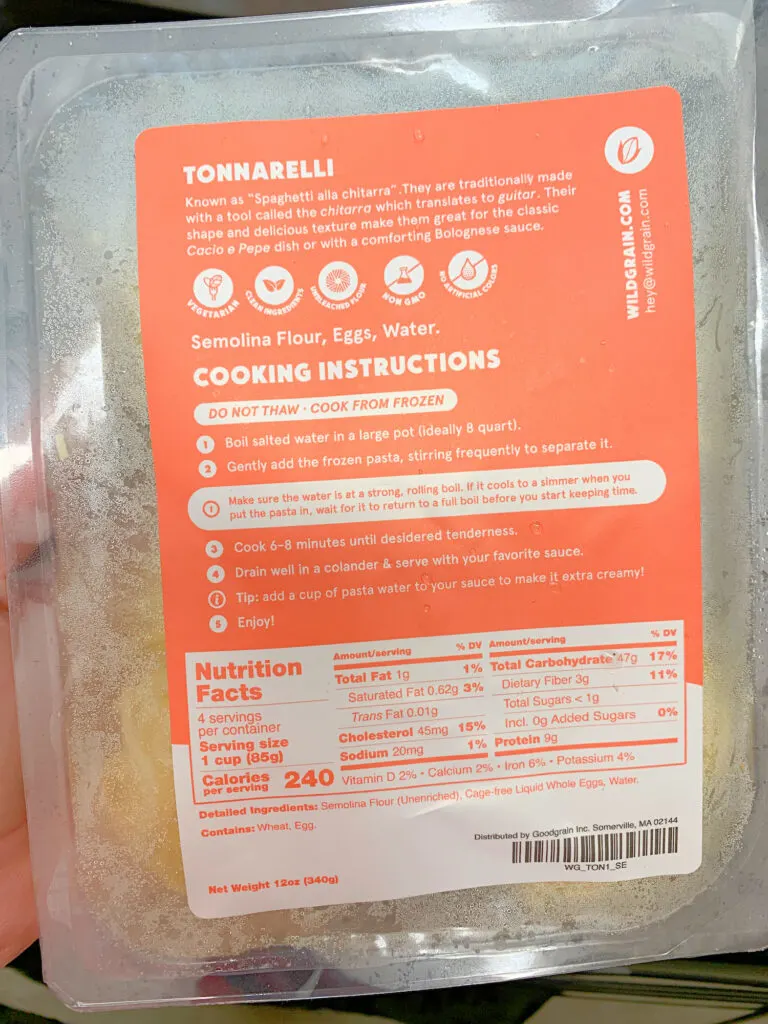 TONNARELLI
Known as "Spaghetti alla chitarra".They are traditionally made
with a tool called the chitarra which translates to guitar. Their
shape and delicious texture make them great for the classic
Cacio e Pepe dish or with a comforting Bolognese sauce.
WILDGRAIN.COM
hey@wildgrain.com
VEGETARIAN
CLEAN INGREDIENTS
UNBLEACHED FLOUR
NON GMO
NO ARTIFICIAL COLORS
Semolina Flour, Eggs, Water.
COOKING INSTRUCTIONS
DO NOT THAW · COOK FROM FROZEN
1 Boil salted water in a large pot (ideally 8 quart).
2 Gently add the frozen pasta, stirring frequently to separate it.
Make sure the water is at a strong, rolling boil. If it cools to a simmer when you
put the pasta in, wait for it to return to a full boil before you start keeping time.
3 Cook 6-8 minutes until desidered tenderness.
4 Drain well in a colander & serve with your favorite sauce.
i Tip: add a cup of pasta water to your sauce to make it extra creamy!
5 Enjoy!
Nutrition
Facts
4 servings
per container
Serving size
1 cup (85g)
Calories
per serving
240
Amount/serving % DV
Total Fat 1g 1%
Saturated Fat 0.62g 3%
Trans Fat 0.01g
Cholesterol 45mg 15%
Sodium 20mg 1%
Amount/serving % DV
Total Carbohydrate 47g 17%
Dietary Fiber 3g 11%
Total Sugars < 1g
Incl. 0g Added Sugars 0%
Protein 9g
Vitamin D 2% • Calcium 2% • Iron 6% • Potassium 4%
Detailed Ingredients: Semolina Flour (Unenriched), Cage-free Liquid Whole Eggs, Water.
Contains: Wheat, Egg.
Distributed by Goodgrain Inc. Somerville, MA 02144
WG_TON1_SE
Net Weight 12oz (340g)